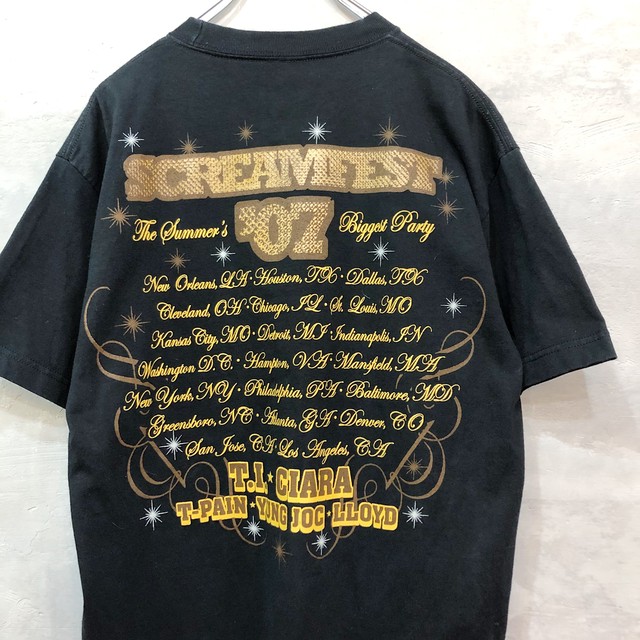 SCREAMFEST
The Summer's '07 Biggest Party
New Orleans, LA · Houston, TX · Dallas, TX
Cleveland, OH · Chicago, IL · St. Louis, MO
Kansas City, MO · Detroit, MI · Indianapolis, IN
Washington D.C. · Hampton, VA · Mansfield, MA
New York, NY · Philadelphia, PA · Baltimore, MD
Greensboro, NC · Atlanta, GA · Denver, CO
San Jose, CA · Los Angeles, CA
T.I. ★ CIARA
T-PAIN ★ YUNG JOC ★ LLOYD